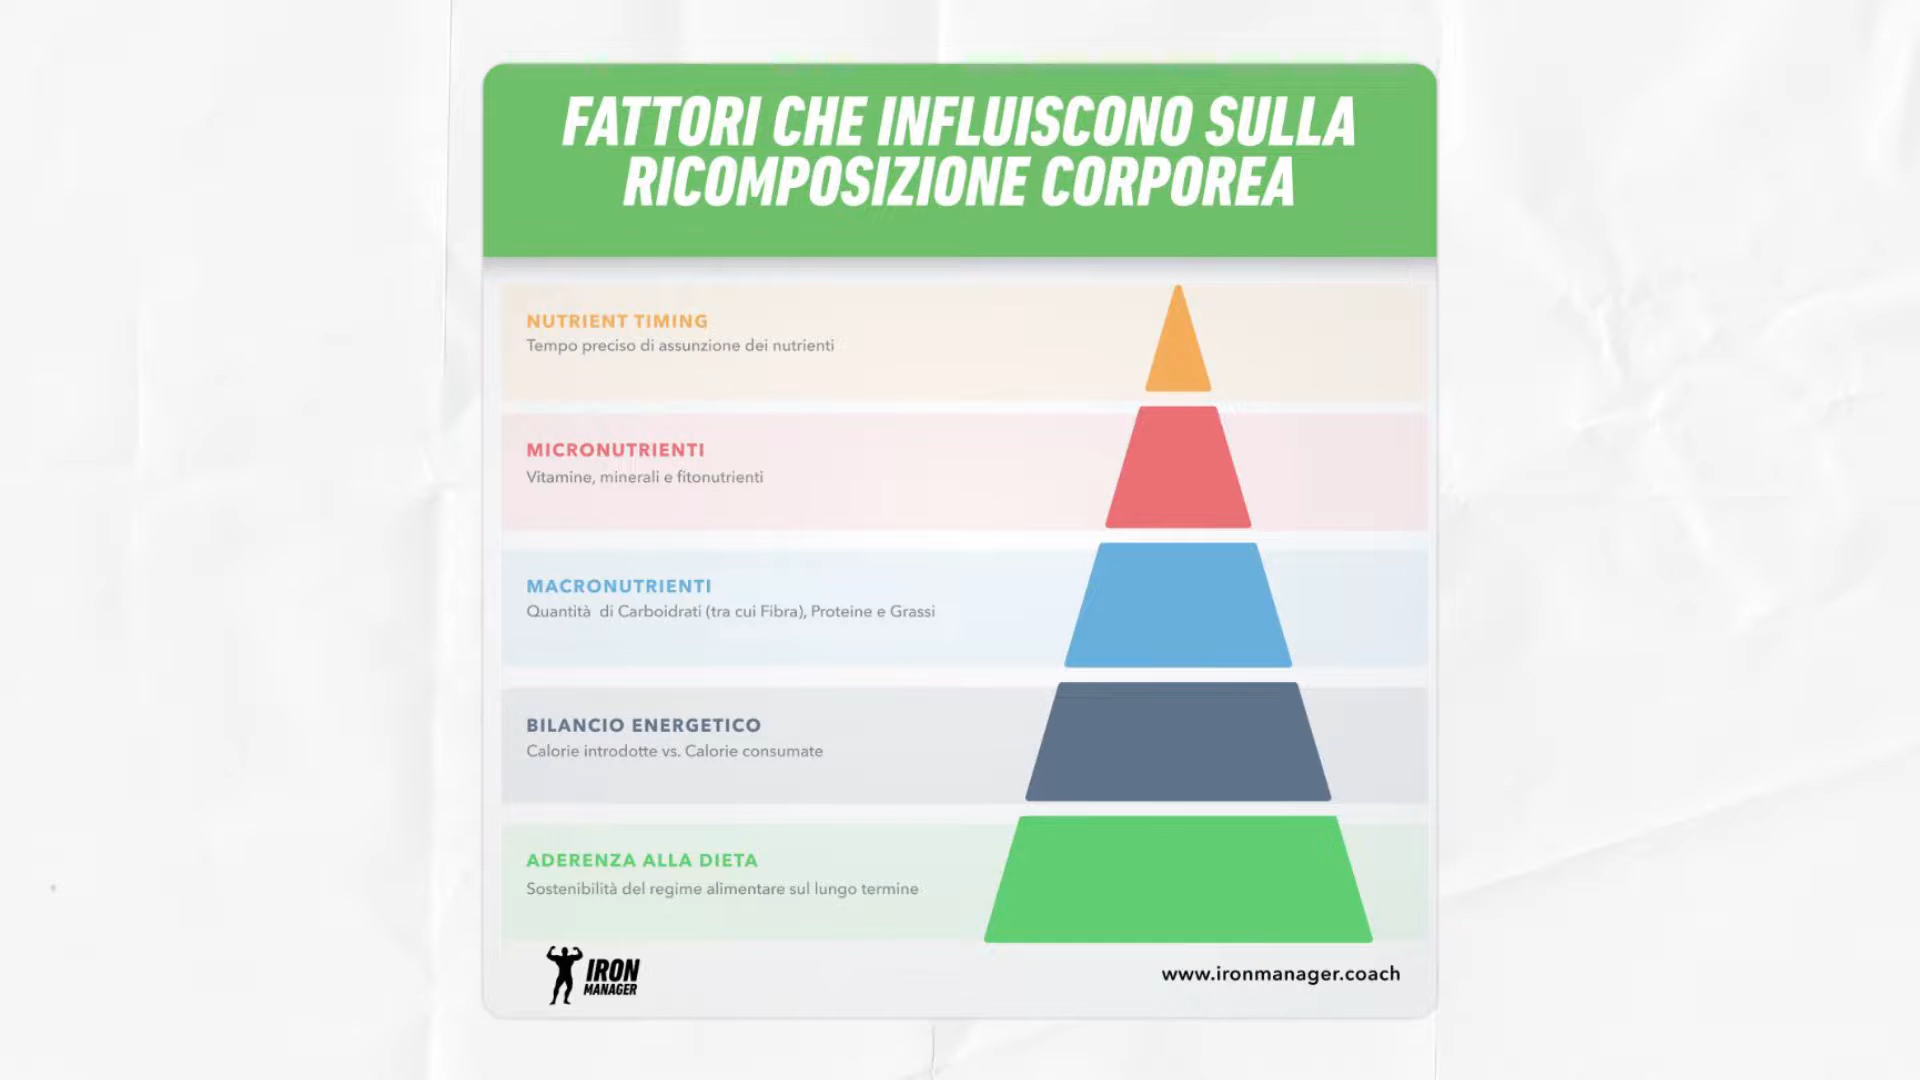 FATTORI CHE INFLUISCONO SULLA
RICOMPOSIZIONE CORPOREA
NUTRIENT TIMING
Tempo preciso di assunzione dei nutrienti
MICRONUTRIENTI
Vitamine, minerali e fitonutrienti
MACRONUTRIENTI
Quantità di Carboidrati (tra cui Fibra), Proteine e Grassi
BILANCIO ENERGETICO
Calorie introdotte vs. Calorie consumate
ADERENZA ALLA DIETA
Sostenibilità del regime alimentare sul lungo termine
IRON
MANAGER
www.ironmanager.coach